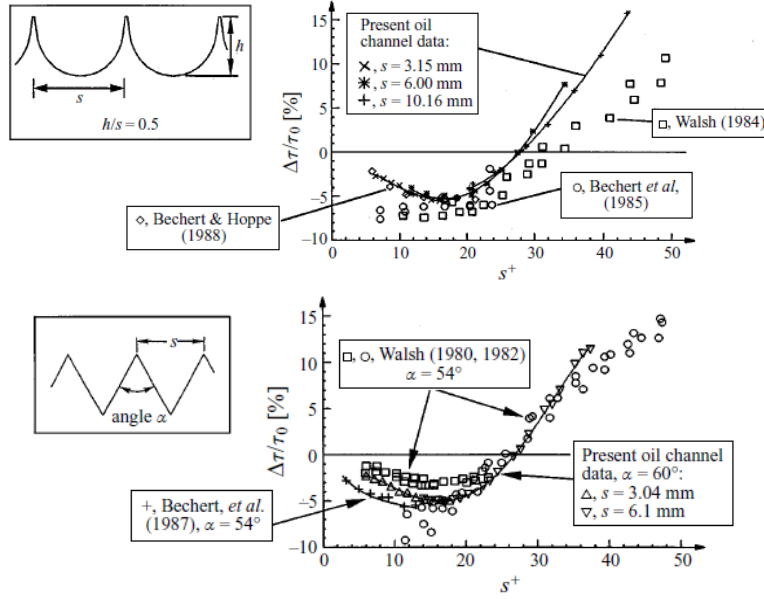 h
s
h/s = 0.5
Δτ/τ0 [%]
15
10
5
0
−5
−10
Present oil
channel data:
×, s = 3.15 mm
✳, s = 6.00 mm
+, s = 10.16 mm
□, Walsh (1984)
○, Bechert et al,
(1985)
◇, Bechert & Hoppe
(1988)
0 10 20 30 40 50
s+
s
angle α
Δτ/τ0 [%]
15
10
5
0
−5
−10
□, ○, Walsh (1980, 1982)
α = 54°
Present oil channel
data, α = 60°:
△, s = 3.04 mm
▽, s = 6.1 mm
+, Bechert, et al.
(1987), α = 54°
0 10 20 30 40 50
s+